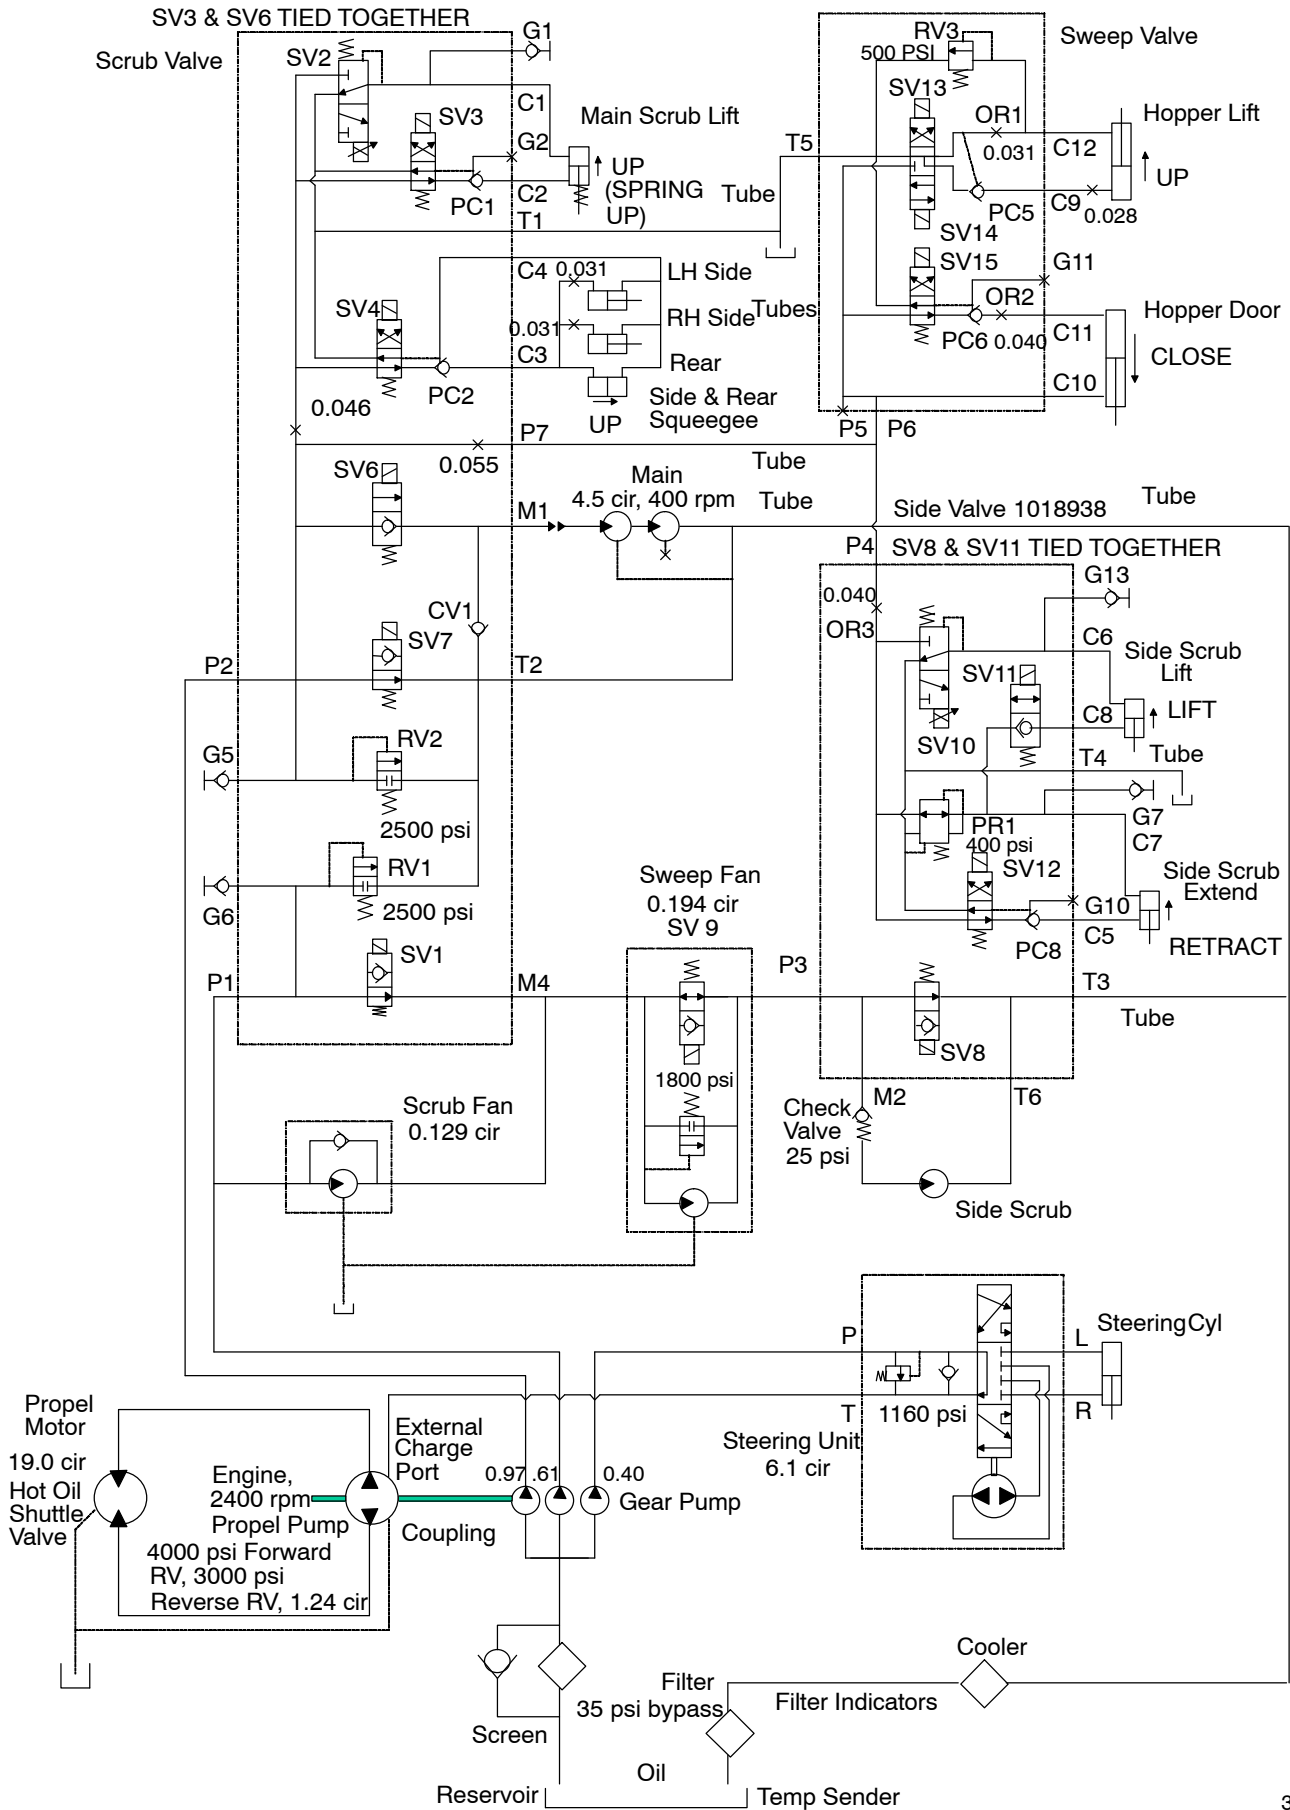 SV3 & SV6 TIED TOGETHER
Scrub Valve
SV2
G1
SV3
C1
Main Scrub Lift
G2
UP
(SPRING
UP)
C2
PC1
T1
Tube
T5
RV3
500 PSI
Sweep Valve
SV13
OR1
0.031
Hopper Lift
C12
UP
PC5
C9
0.028
SV14
SV15
G11
OR2
Hopper Door
PC6
0.040
C11
CLOSE
C10
P5
P6
C4
0.031
LH Side
SV4
0.031
RH Side
Tubes
C3
Rear
PC2
Side & Rear
Squeegee
UP
0.046
P7
0.055
Tube
SV6
Main
4.5 cir, 400 rpm
Tube
M1
Side Valve 1018938
Tube
P4
SV8 & SV11 TIED TOGETHER
G13
0.040
OR3
C6
Side Scrub
Lift
SV11
C8
LIFT
SV10
T4
Tube
CV1
SV7
P2
T2
G5
RV2
2500 psi
RV1
G6
2500 psi
G7
C7
PR1
400 psi
SV12
Side Scrub
Extend
G10
C5
PC8
RETRACT
Sweep Fan
0.194 cir
SV 9
SV1
P1
M4
P3
T3
Tube
SV8
1800 psi
M2
T6
Check
Valve
25 psi
Side Scrub
Scrub Fan
0.129 cir
P
L
SteeringCyl
T
1160 psi
R
Steering Unit
6.1 cir
Propel
Motor
19.0 cir
Hot Oil
Shuttle
Valve
External
Charge
Port
0.97
.61
0.40
Gear Pump
Engine,
2400 rpm
Propel Pump
Coupling
4000 psi Forward
RV, 3000 psi
Reverse RV, 1.24 cir
Screen
Cooler
Filter
35 psi bypass
Filter Indicators
Oil
Reservoir
Temp Sender
3